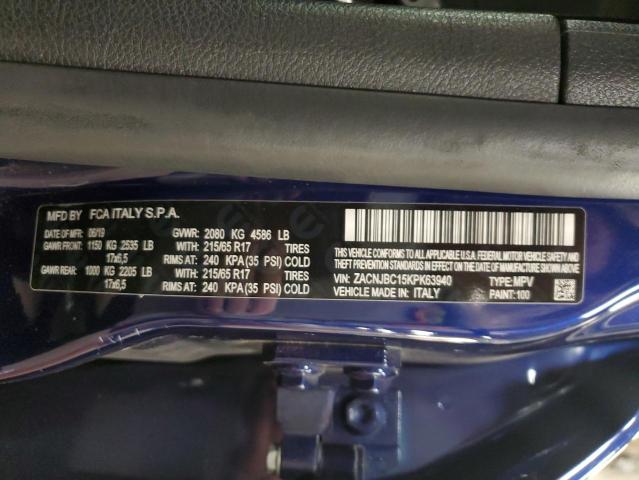 MFD BY FCA ITALY S.P.A.
DATE OF MFR 06/19 GVWR: 2080 KG 4586 LB
GAWR FRONT: 1150 KG 2535 LB WITH: 215/65 R17 TIRES
17x6,5 RIMS AT: 240 KPA (35 PSI) COLD
GAWR REAR: 1000 KG 2205 LB WITH: 215/65 R17 TIRES
17x6,5 RIMS AT: 240 KPA (35 PSI) COLD
THIS VEHICLE CONFORMS TO ALL APPLICABLE U.S.A. FEDERAL MOTOR VEHICLE SAFETY,
BUMPER AND THEFT PREVENTION STANDARDS IN EFFECT ON THE DATE OF MANUFACTURE SHOWN ABOVE.
VIN: ZACNJBC15KPK63940 TYPE: MPV
VEHICLE MADE IN: ITALY PAINT: 100